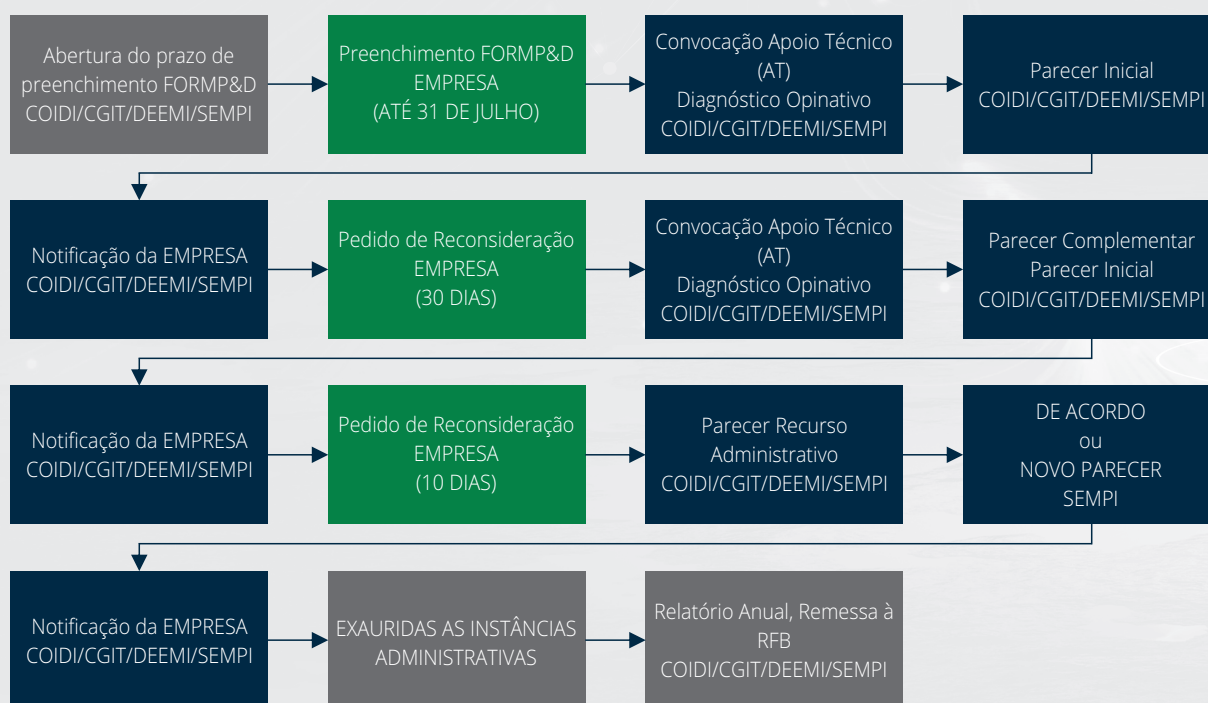 Abertura do prazo de
preenchimento FORMP&D
COIDI/CGIT/DEEMI/SEMPI
Preenchimento FORMP&D
EMPRESA
(ATÉ 31 DE JULHO)
Convocação Apoio Técnico
(AT)
Diagnóstico Opinativo
COIDI/CGIT/DEEMI/SEMPI
Parecer Inicial
COIDI/CGIT/DEEMI/SEMPI
Notificação da EMPRESA
COIDI/CGIT/DEEMI/SEMPI
Pedido de Reconsideração
EMPRESA
(30 DIAS)
Convocação Apoio Técnico
(AT)
Diagnóstico Opinativo
COIDI/CGIT/DEEMI/SEMPI
Parecer Complementar
Parecer Inicial
COIDI/CGIT/DEEMI/SEMPI
Notificação da EMPRESA
COIDI/CGIT/DEEMI/SEMPI
Pedido de Reconsideração
EMPRESA
(10 DIAS)
Parecer Recurso
Administrativo
COIDI/CGIT/DEEMI/SEMPI
DE ACORDO
ou
NOVO PARECER
SEMPI
Notificação da EMPRESA
COIDI/CGIT/DEEMI/SEMPI
EXAURIDAS AS INSTÂNCIAS
ADMINISTRATIVAS
Relatório Anual, Remessa à
RFB
COIDI/CGIT/DEEMI/SEMPI